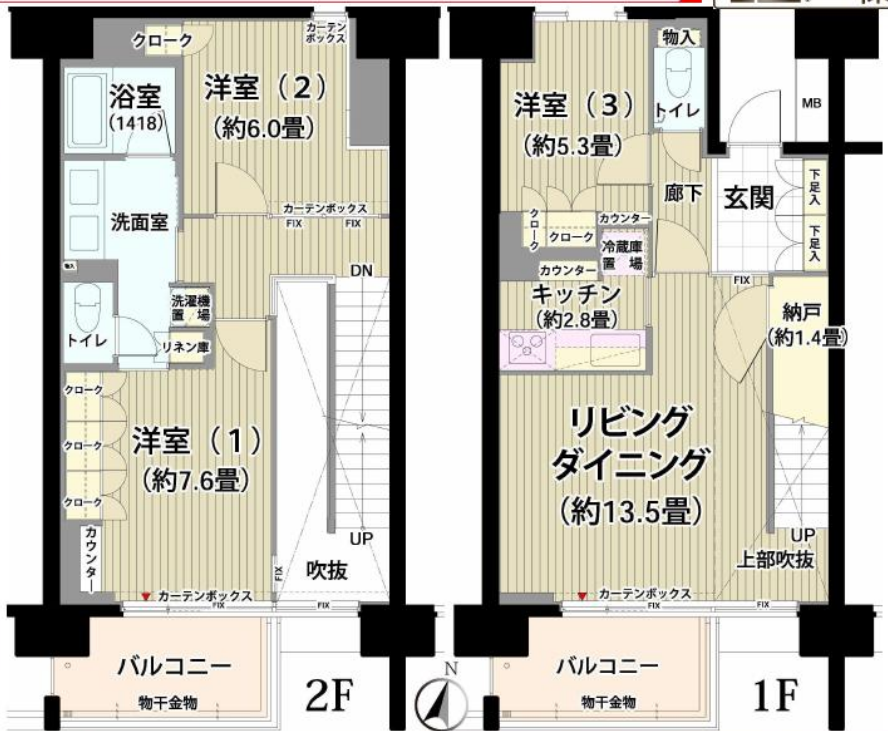 クローク
カーテン
ボックス
浴室
(1418)
洋室（2）
(約6.0畳)
洗面室
カーテンボックス
FIX
FIX
DN
物入
トイレ
洗濯機
置場
リネン庫
クローク
クローク
クローク
洋室（1）
(約7.6畳)
カウンター
UP
吹抜
FIX
カーテンボックス
FIX
FIX
バルコニー
物干金物
2F
物入
トイレ
MB
洋室（3）
(約5.3畳)
廊下
玄関
下足入
下足入
クローク
クローク
カウンター
冷蔵庫
置場
カウンター
キッチン
(約2.8畳)
FIX
納戸
(約1.4畳)
リビング
ダイニング
(約13.5畳)
UP
上部吹抜
カーテンボックス
FIX
FIX
バルコニー
物干金物
1F
N